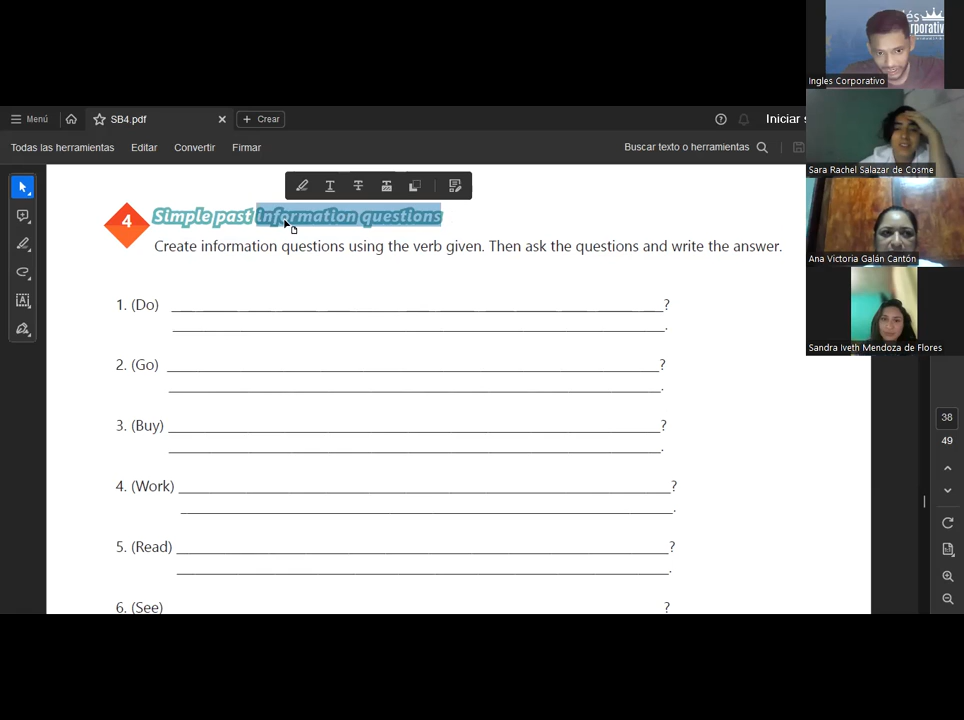 Menú
SB4.pdf
Crear
Iniciar s
Todas las herramientas
Editar
Convertir
Firmar
Buscar texto o herramientas
4
Simple past information questions
Create information questions using the verb given. Then ask the questions and write the answer.
1. (Do) ?
.
2. (Go) ?
.
3. (Buy) ?
.
4. (Work) ?
.
5. (Read) ?
.
6. (See) ?
38
49
Ingles Corporativo
Sara Rachel Salazar de Cosme
Ana Victoria Galán Cantón
Sandra Iveth Mendoza de Flores